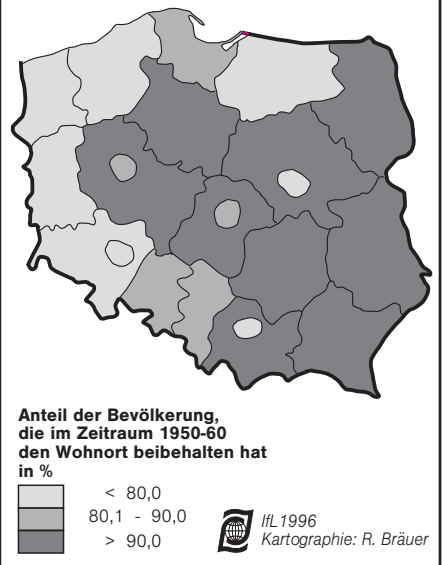 Anteil der Bevölkerung,
die im Zeitraum 1950-60
den Wohnort beibehalten hat
in %
< 80,0
80,1 - 90,0
> 90,0
IfL1996
Kartographie: R. Bräuer